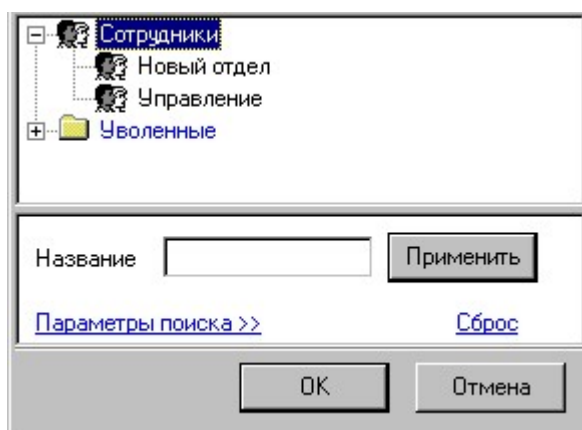 Сотрудники
Новый отдел
Управление
Уволенные
Название Применить
Параметры поиска >> Сброс
OK Отмена